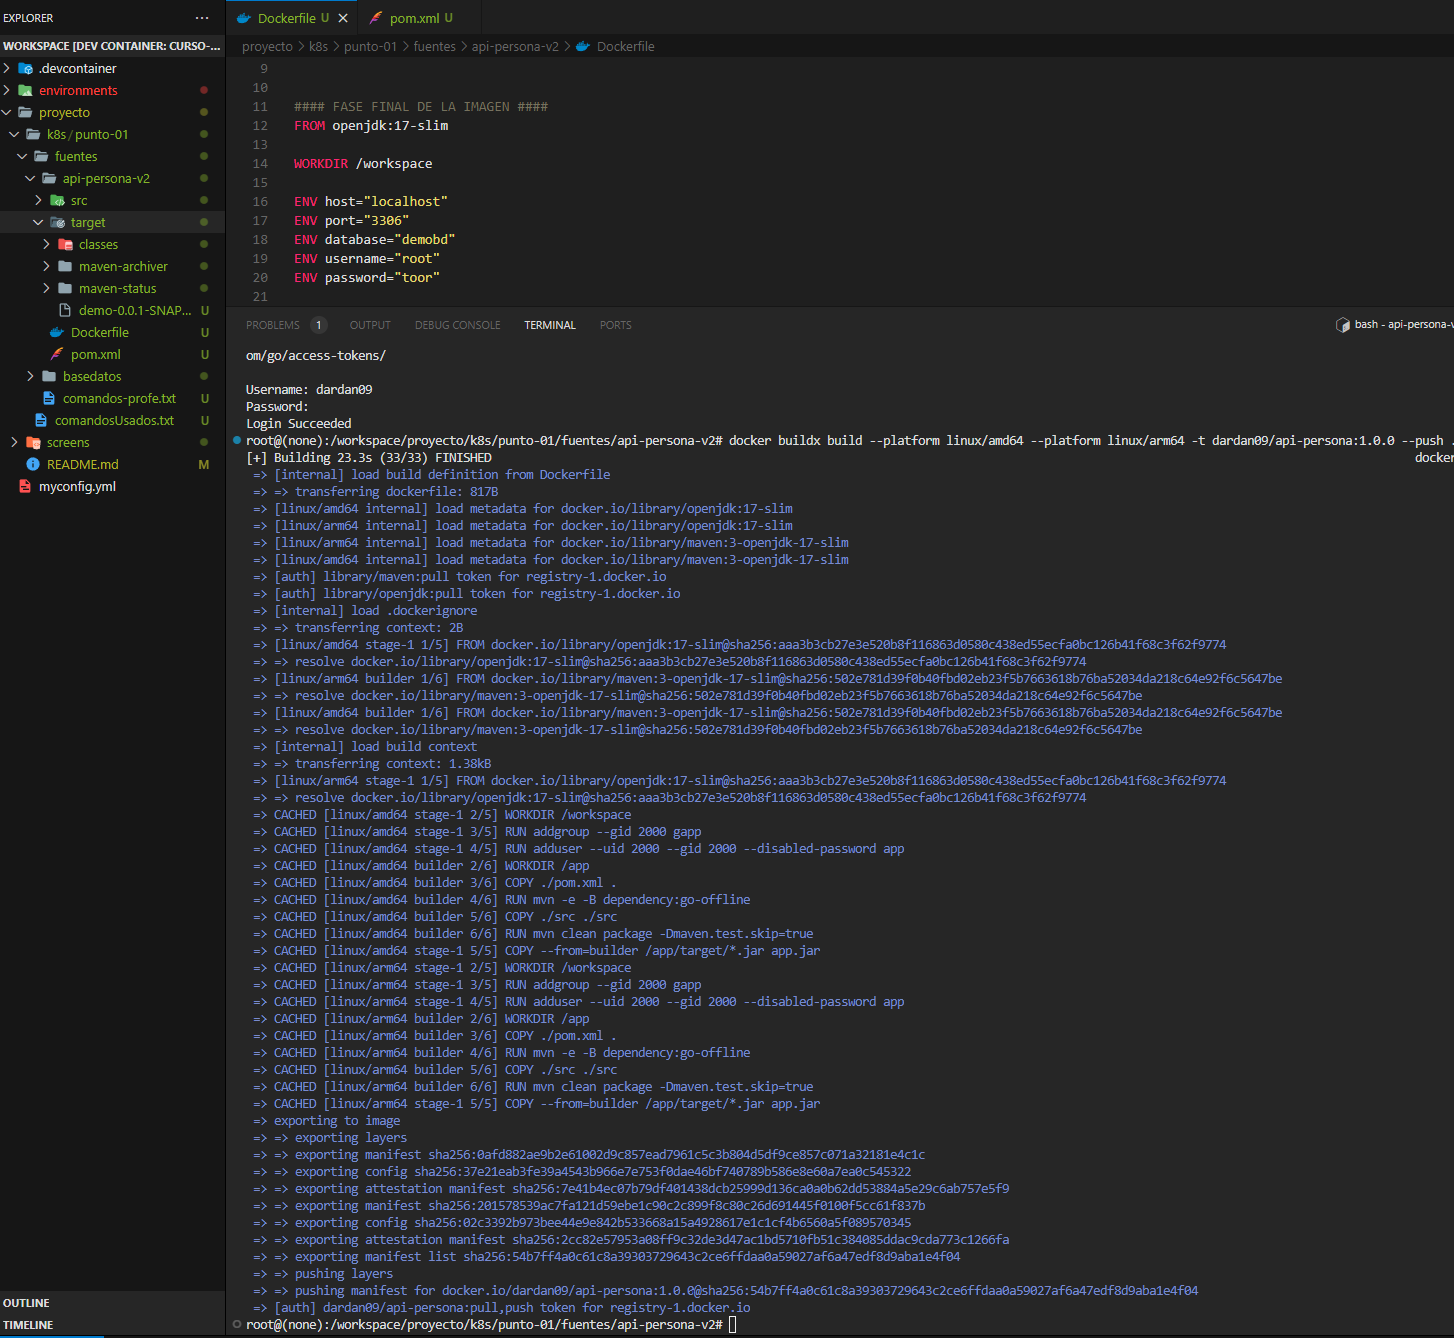 EXPLORER
WORKSPACE [DEV CONTAINER: CURSO-...
.devcontainer
environments
proyecto
k8s / punto-01
fuentes
api-persona-v2
src
target
classes
maven-archiver
maven-status
demo-0.0.1-SNAP... U
Dockerfile U
pom.xml U
basedatos
comandos-profe.txt U
comandosUsados.txt U
screens
README.md M
myconfig.yml
OUTLINE
TIMELINE
Dockerfile U
pom.xml U
proyecto > k8s > punto-01 > fuentes > api-persona-v2 > Dockerfile
9
10
11 #### FASE FINAL DE LA IMAGEN ####
12 FROM openjdk:17-slim
13
14 WORKDIR /workspace
15
16 ENV host="localhost"
17 ENV port="3306"
18 ENV database="demobd"
19 ENV username="root"
20 ENV password="toor"
21
PROBLEMS 1 OUTPUT DEBUG CONSOLE TERMINAL PORTS
bash - api-persona-v
om/go/access-tokens/
Username: dardan09
Password:
Login Succeeded
root@(none):/workspace/proyecto/k8s/punto-01/fuentes/api-persona-v2# docker buildx build --platform linux/amd64 --platform linux/arm64 -t dardan09/api-persona:1.0.0 --push .
[+] Building 23.3s (33/33) FINISHED docker
=> [internal] load build definition from Dockerfile
=> => transferring dockerfile: 817B
=> [linux/amd64 internal] load metadata for docker.io/library/openjdk:17-slim
=> [linux/arm64 internal] load metadata for docker.io/library/openjdk:17-slim
=> [linux/arm64 internal] load metadata for docker.io/library/maven:3-openjdk-17-slim
=> [linux/amd64 internal] load metadata for docker.io/library/maven:3-openjdk-17-slim
=> [auth] library/maven:pull token for registry-1.docker.io
=> [auth] library/openjdk:pull token for registry-1.docker.io
=> [internal] load .dockerignore
=> => transferring context: 2B
=> [linux/amd64 stage-1 1/5] FROM docker.io/library/openjdk:17-slim@sha256:aaa3b3cb27e3e520b8f116863d0580c438ed55ecfa0bc126b41f68c3f62f9774
=> => resolve docker.io/library/openjdk:17-slim@sha256:aaa3b3cb27e3e520b8f116863d0580c438ed55ecfa0bc126b41f68c3f62f9774
=> [linux/arm64 builder 1/6] FROM docker.io/library/maven:3-openjdk-17-slim@sha256:502e781d39f0b40fbd02eb23f5b7663618b76ba52034da218c64e92f6c5647be
=> => resolve docker.io/library/maven:3-openjdk-17-slim@sha256:502e781d39f0b40fbd02eb23f5b7663618b76ba52034da218c64e92f6c5647be
=> [linux/amd64 builder 1/6] FROM docker.io/library/maven:3-openjdk-17-slim@sha256:502e781d39f0b40fbd02eb23f5b7663618b76ba52034da218c64e92f6c5647be
=> => resolve docker.io/library/maven:3-openjdk-17-slim@sha256:502e781d39f0b40fbd02eb23f5b7663618b76ba52034da218c64e92f6c5647be
=> [internal] load build context
=> => transferring context: 1.38kB
=> [linux/arm64 stage-1 1/5] FROM docker.io/library/openjdk:17-slim@sha256:aaa3b3cb27e3e520b8f116863d0580c438ed55ecfa0bc126b41f68c3f62f9774
=> => resolve docker.io/library/openjdk:17-slim@sha256:aaa3b3cb27e3e520b8f116863d0580c438ed55ecfa0bc126b41f68c3f62f9774
=> CACHED [linux/amd64 stage-1 2/5] WORKDIR /workspace
=> CACHED [linux/amd64 stage-1 3/5] RUN addgroup --gid 2000 gapp
=> CACHED [linux/amd64 stage-1 4/5] RUN adduser --uid 2000 --gid 2000 --disabled-password app
=> CACHED [linux/amd64 builder 2/6] WORKDIR /app
=> CACHED [linux/amd64 builder 3/6] COPY ./pom.xml .
=> CACHED [linux/amd64 builder 4/6] RUN mvn -e -B dependency:go-offline
=> CACHED [linux/amd64 builder 5/6] COPY ./src ./src
=> CACHED [linux/amd64 builder 6/6] RUN mvn clean package -Dmaven.test.skip=true
=> CACHED [linux/amd64 stage-1 5/5] COPY --from=builder /app/target/*.jar app.jar
=> CACHED [linux/arm64 stage-1 2/5] WORKDIR /workspace
=> CACHED [linux/arm64 stage-1 3/5] RUN addgroup --gid 2000 gapp
=> CACHED [linux/arm64 stage-1 4/5] RUN adduser --uid 2000 --gid 2000 --disabled-password app
=> CACHED [linux/arm64 builder 2/6] WORKDIR /app
=> CACHED [linux/arm64 builder 3/6] COPY ./pom.xml .
=> CACHED [linux/arm64 builder 4/6] RUN mvn -e -B dependency:go-offline
=> CACHED [linux/arm64 builder 5/6] COPY ./src ./src
=> CACHED [linux/arm64 builder 6/6] RUN mvn clean package -Dmaven.test.skip=true
=> CACHED [linux/arm64 stage-1 5/5] COPY --from=builder /app/target/*.jar app.jar
=> exporting to image
=> => exporting layers
=> => exporting manifest sha256:0afd882ae9b2e61002d9c857ead7961c5c3b804d5df9ce857c071a32181e4c1c
=> => exporting config sha256:37e21eab3fe39a4543b966e7e753f0dae46bf740789b586e8e60a7ea0c545322
=> => exporting attestation manifest sha256:7e41b4ec07b79df401438dcb25999d136ca0a0b62dd53884a5e29c6ab757e5f9
=> => exporting manifest sha256:201578539ac7fa121d59ebe1c90c2c899f8c80c26d691445f0100f5cc61f837b
=> => exporting config sha256:02c3392b973bee44e9e842b533668a15a4928617e1c1cf4b6560a5f089570345
=> => exporting attestation manifest sha256:2cc82e57953a08ff9c32de3d47ac1bd5710fb51c384085ddac9cda773c1266fa
=> => exporting manifest list sha256:54b7ff4a0c61c8a39303729643c2ce6ffdaa0a59027af6a47edf8d9aba1e4f04
=> => pushing layers
=> => pushing manifest for docker.io/dardan09/api-persona:1.0.0@sha256:54b7ff4a0c61c8a39303729643c2ce6ffdaa0a59027af6a47edf8d9aba1e4f04
=> [auth] dardan09/api-persona:pull,push token for registry-1.docker.io
root@(none):/workspace/proyecto/k8s/punto-01/fuentes/api-persona-v2#